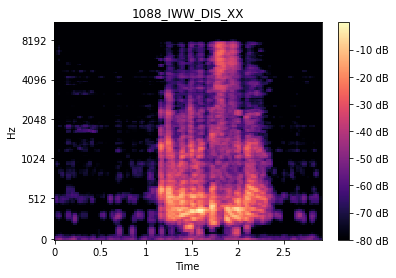 1088_IWW_DIS_XX
8192
4096
2048
1024
512
0
Hz
0 0.5 1 1.5 2 2.5
Time
-10 dB
-20 dB
-30 dB
-40 dB
-50 dB
-60 dB
-70 dB
-80 dB